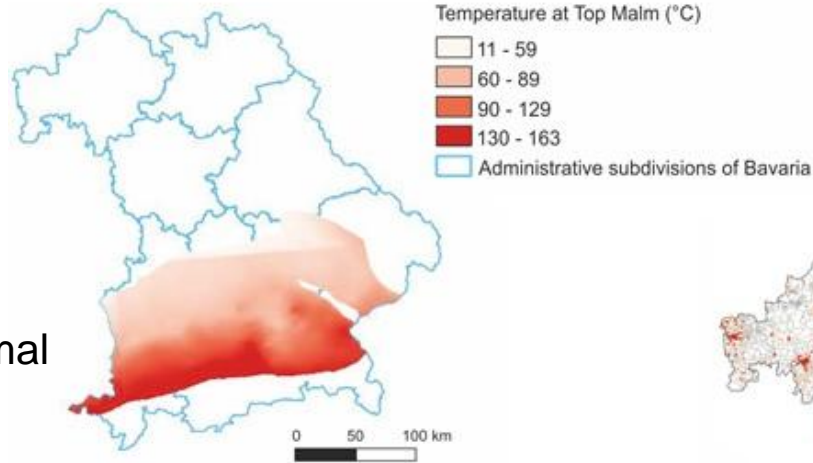 Temperature at Top Malm (°C)
11 - 59
60 - 89
90 - 129
130 - 163
Administrative subdivisions of Bavaria
nal
0 50 100 km